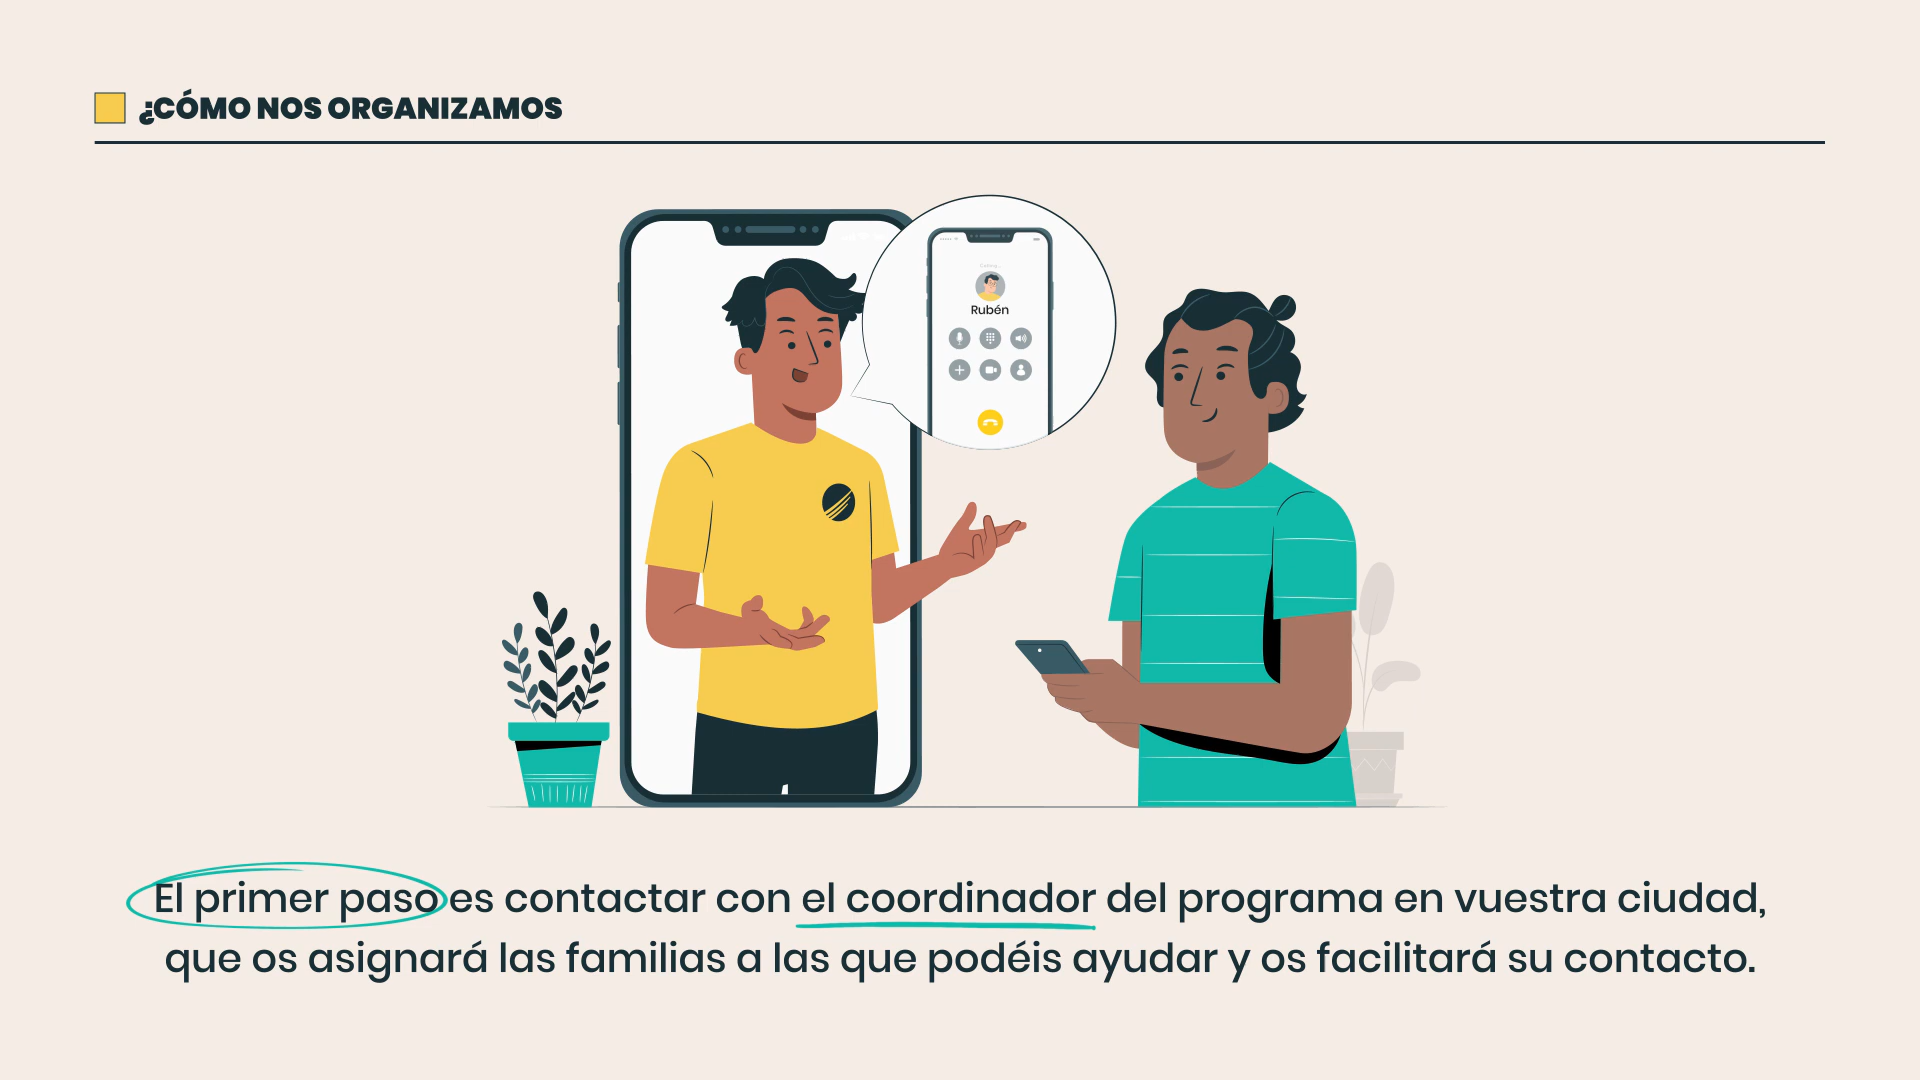 ¿CÓMO NOS ORGANIZAMOS
Rubén
El primer paso es contactar con el coordinador del programa en vuestra ciudad,
que os asignará las familias a las que podéis ayudar y os facilitará su contacto.